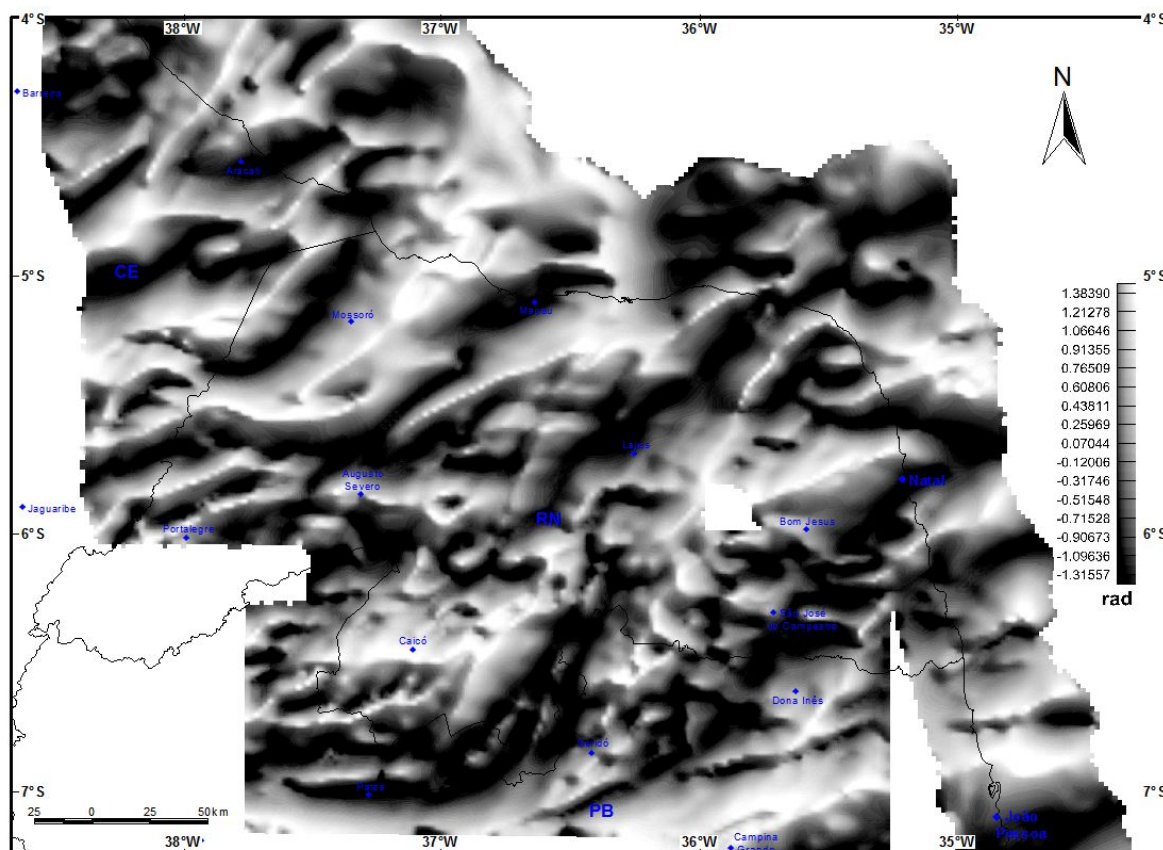 4°S
38°W
37°W
36°W
35°W
4°S
Barreira
N
Aracati
CE
5°S
5°S
Macau
Mossoró
1.38390
1.21278
1.06646
0.91355
0.76509
0.60806
0.43811
0.25969
0.07044
-0.12006
-0.31746
-0.51548
-0.71528
-0.90673
-1.09636
-1.31557
rad
Lajes
Augusto
Severo
Natal
Jaguaribe
RN
Bom Jesus
Portalegre
6°S
6°S
São José
do Campestre
Caicó
Dona Inês
Patos
PB
7°S
7°S
25 0 25 50 km
João
Pessoa
Campina
Grande
38°W
37°W
36°W
35°W